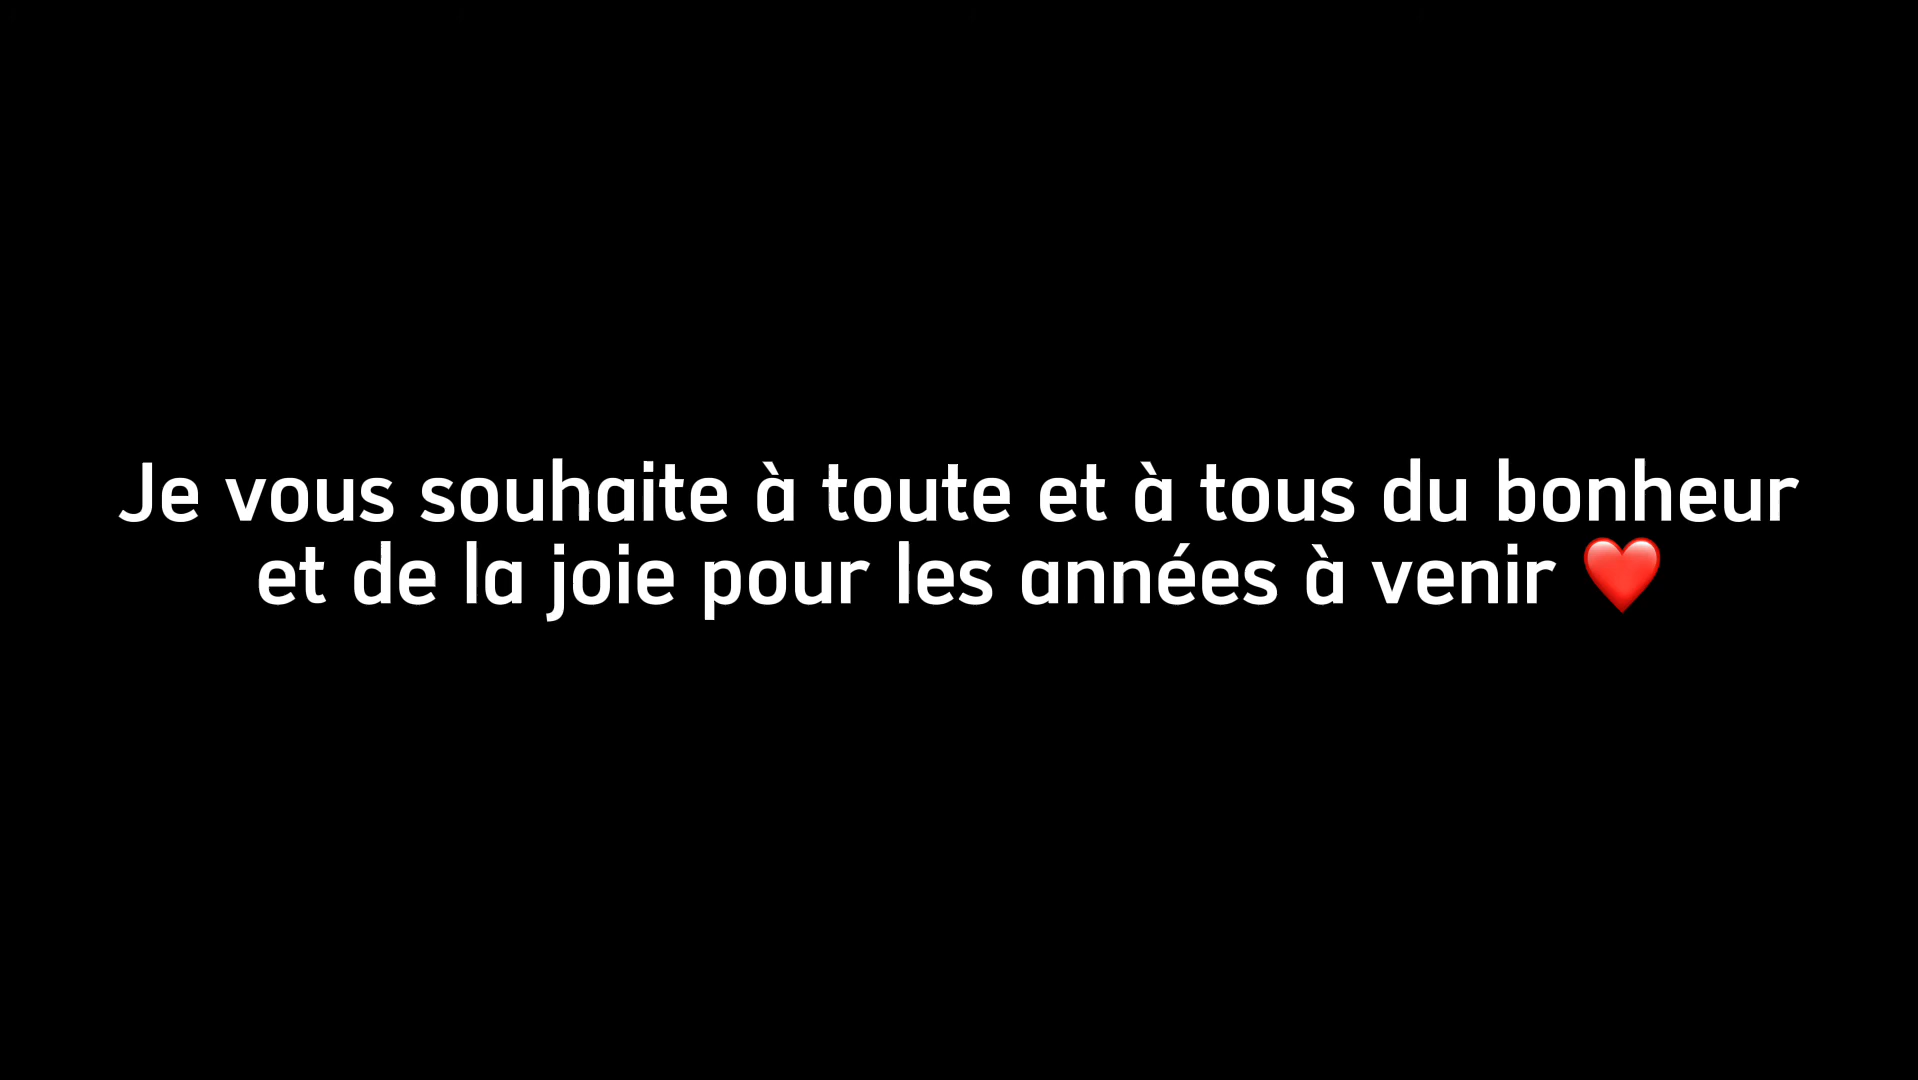 Je vous souhaite à toute et à tous du bonheur
et de la joie pour les années à venir ❤️